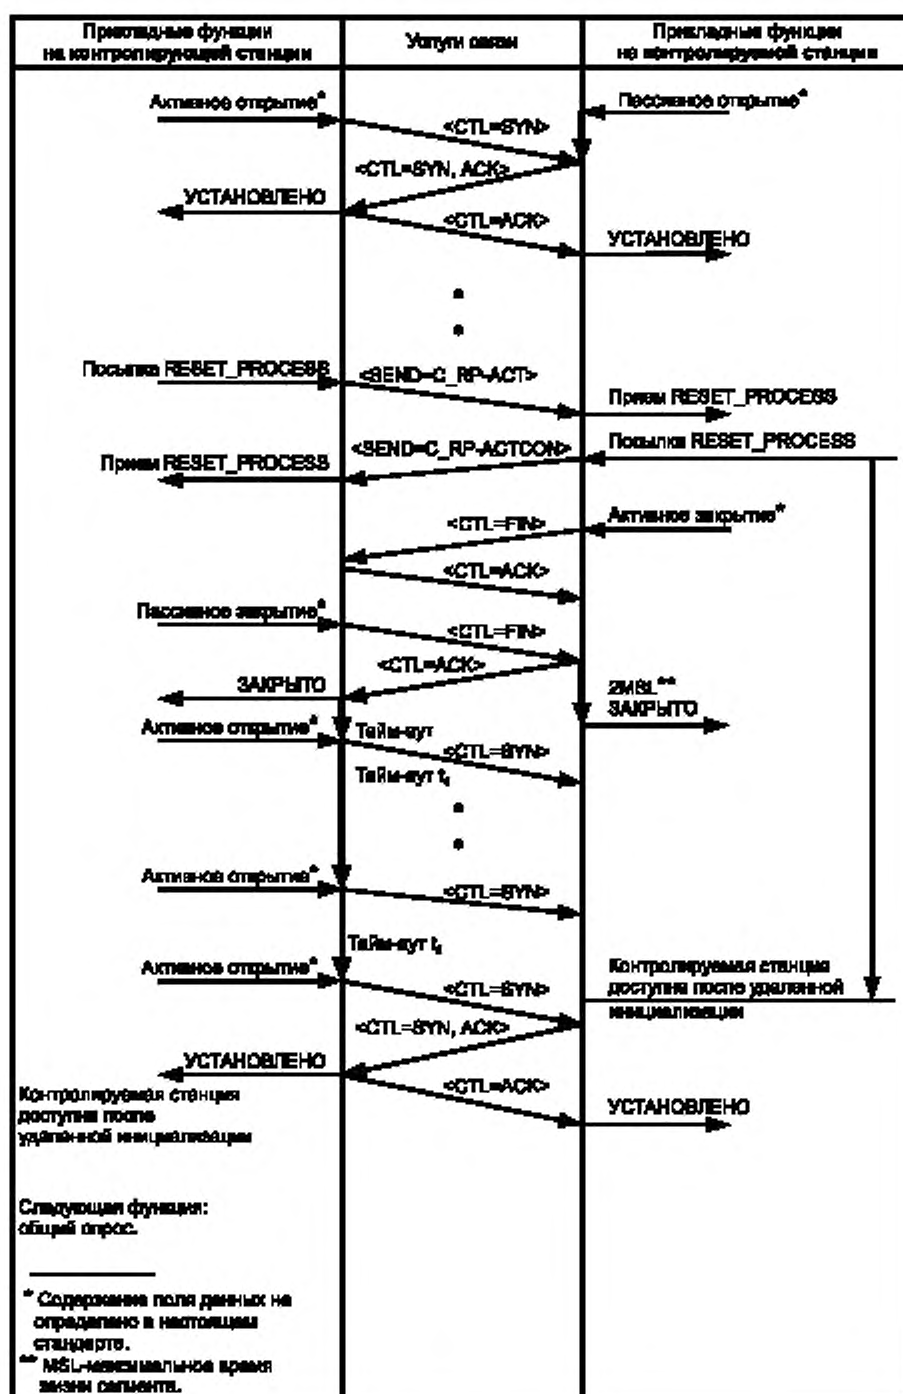 Прикладные функции
на контролирующей станции
Услуги связи
Прикладные функции
на контролируемой станции
Активное открытие*
Пассивное открытие*
<CTL=SYN>
<CTL=SYN, ACK>
УСТАНОВЛЕНО
<CTL=ACK>
УСТАНОВЛЕНО
Посылка RESET_PROCESS
<SEND=C_RP-ACT>
Прием RESET_PROCESS
Посылка RESET_PROCESS
<SEND=C_RP-ACTCON>
Прием RESET_PROCESS
Активное закрытие*
<CTL=FIN>
<CTL=ACK>
Пассивное закрытие*
<CTL=FIN>
<CTL=ACK>
ЗАКРЫТО
2MSL**
ЗАКРЫТО
Активное открытие*
Тайм-аут
<CTL=SYN>
Тайм-аут t₁
Активное открытие*
<CTL=SYN>
Тайм-аут t₁
Активное открытие*
<CTL=SYN>
Контролируемая станция
доступна после удаленной
инициализации
<CTL=SYN, ACK>
УСТАНОВЛЕНО
<CTL=ACK>
УСТАНОВЛЕНО
Контролируемая станция
доступна после
удаленной инициализации
Следующая функция:
общий опрос.
* Содержание поля данных не
определено в настоящем
стандарте.
** MSL-максимальное время
жизни сегмента.